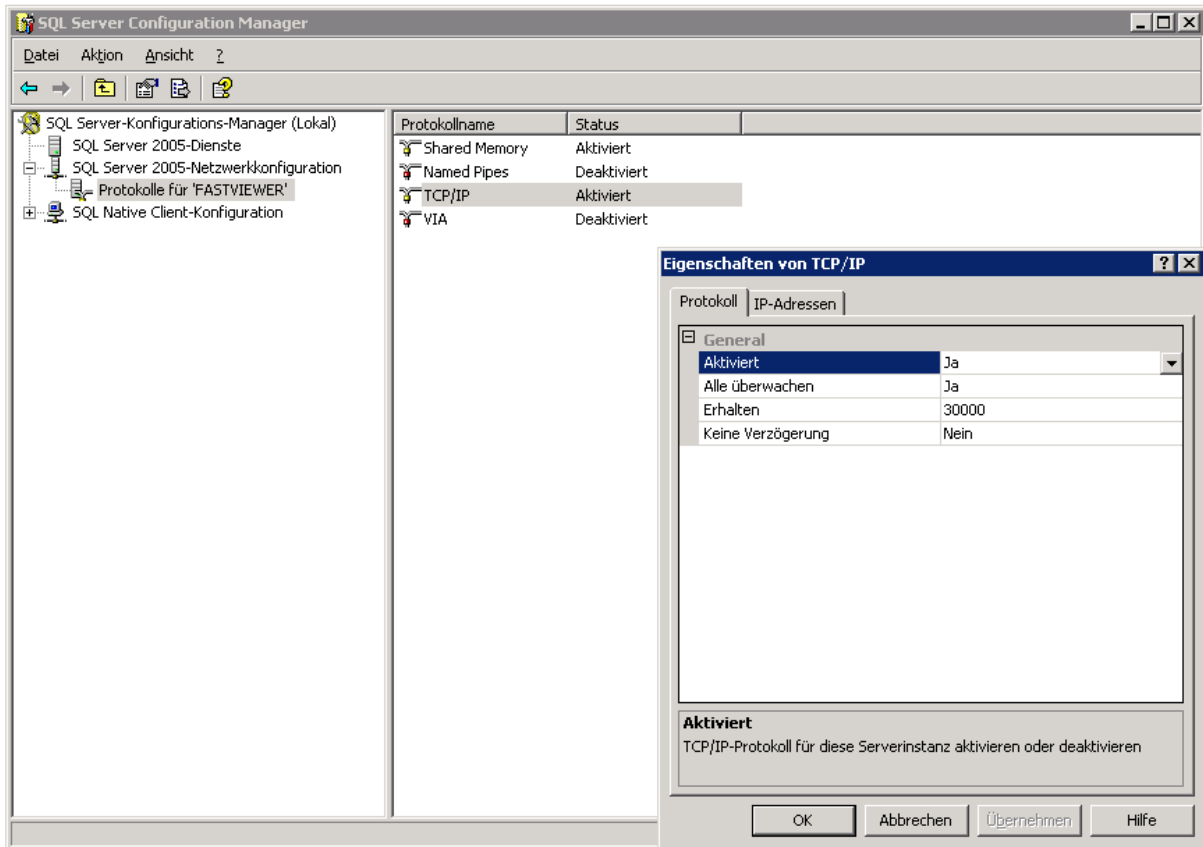 SQL Server Configuration Manager
Datei Aktion Ansicht ?
SQL Server-Konfigurations-Manager (Lokal)
SQL Server 2005-Dienste
SQL Server 2005-Netzwerkkonfiguration
Protokolle für 'FASTVIEWER'
SQL Native Client-Konfiguration
Protokollname Status
Shared Memory Aktiviert
Named Pipes Deaktiviert
TCP/IP Aktiviert
VIA Deaktiviert
Eigenschaften von TCP/IP
Protokoll IP-Adressen
General
Aktiviert Ja
Alle überwachen Ja
Erhalten 30000
Keine Verzögerung Nein
Aktiviert
TCP/IP-Protokoll für diese Serverinstanz aktivieren oder deaktivieren
OK Abbrechen Übernehmen Hilfe